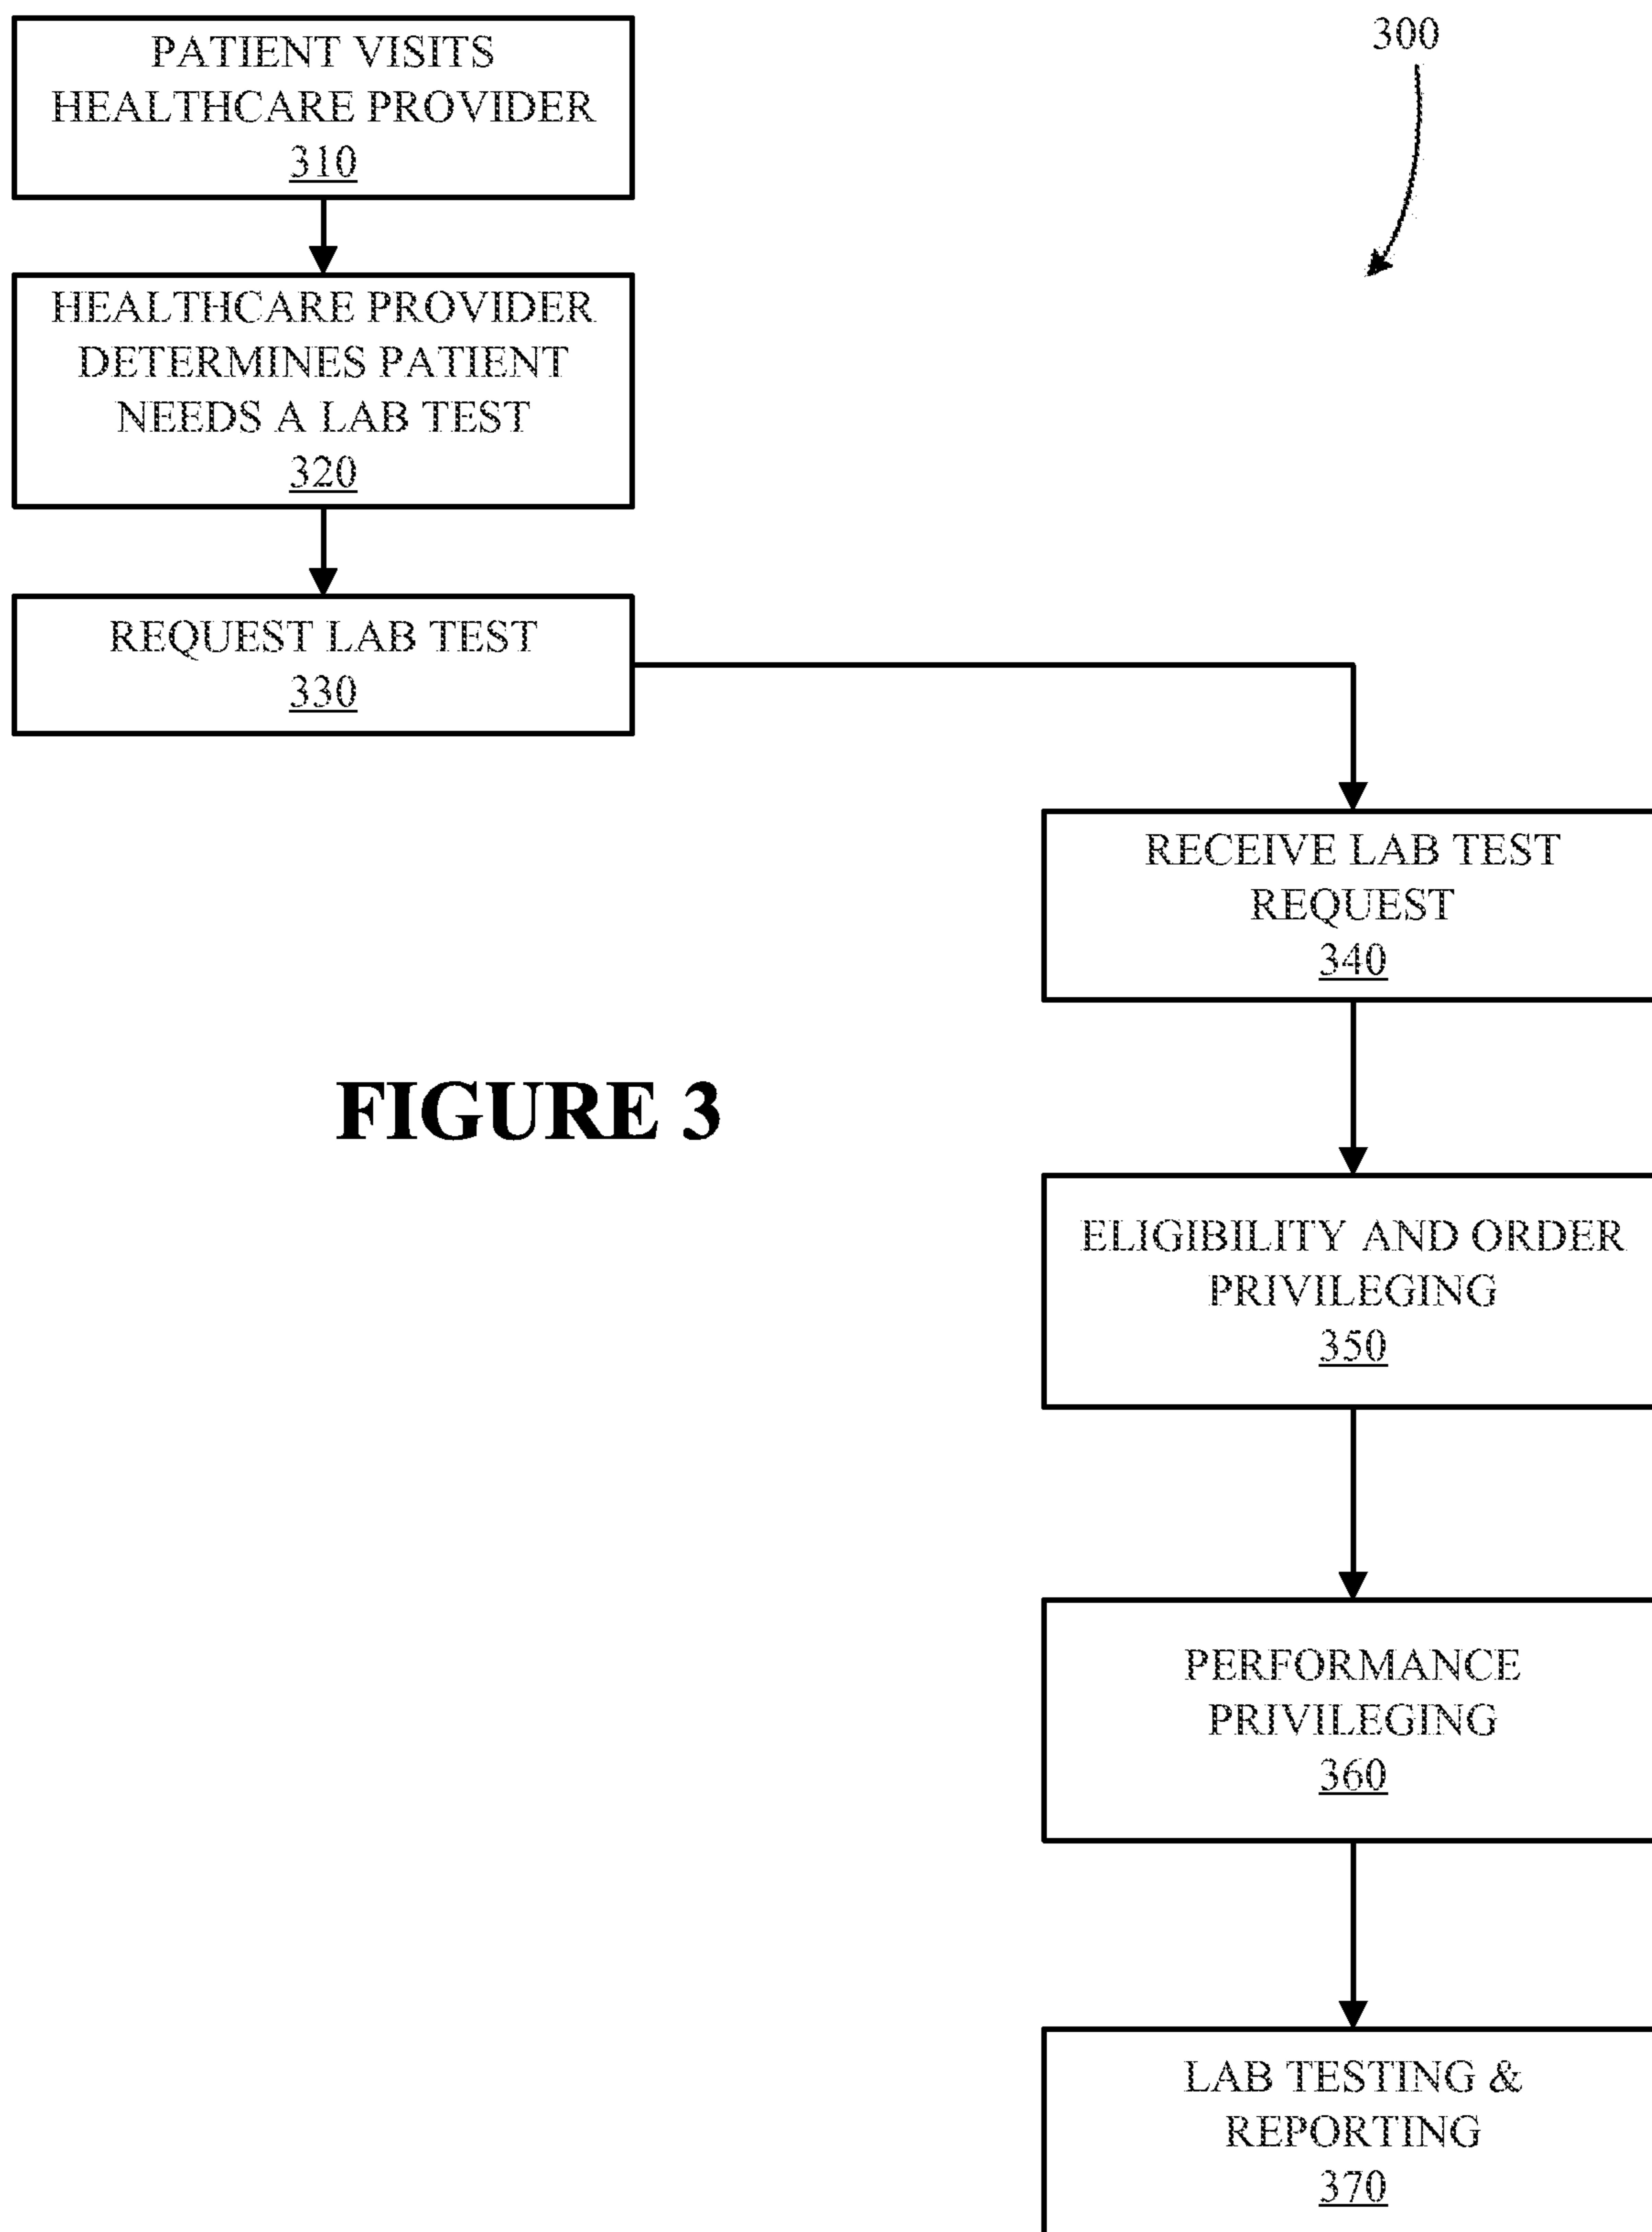 PATIENT VISITS
HEALTHCARE PROVIDER
310
300
HEALTHCARE PROVIDER
DETERMINES PATIENT
NEEDS A LAB TEST
320
REQUEST LAB TEST
330
RECEIVE LAB TEST
REQUEST
340
FIGURE 3
ELIGIBILITY AND ORDER
PRIVILEGING
350
PERFORMANCE
PRIVILEGING
360
LAB TESTING &
REPORTING
370